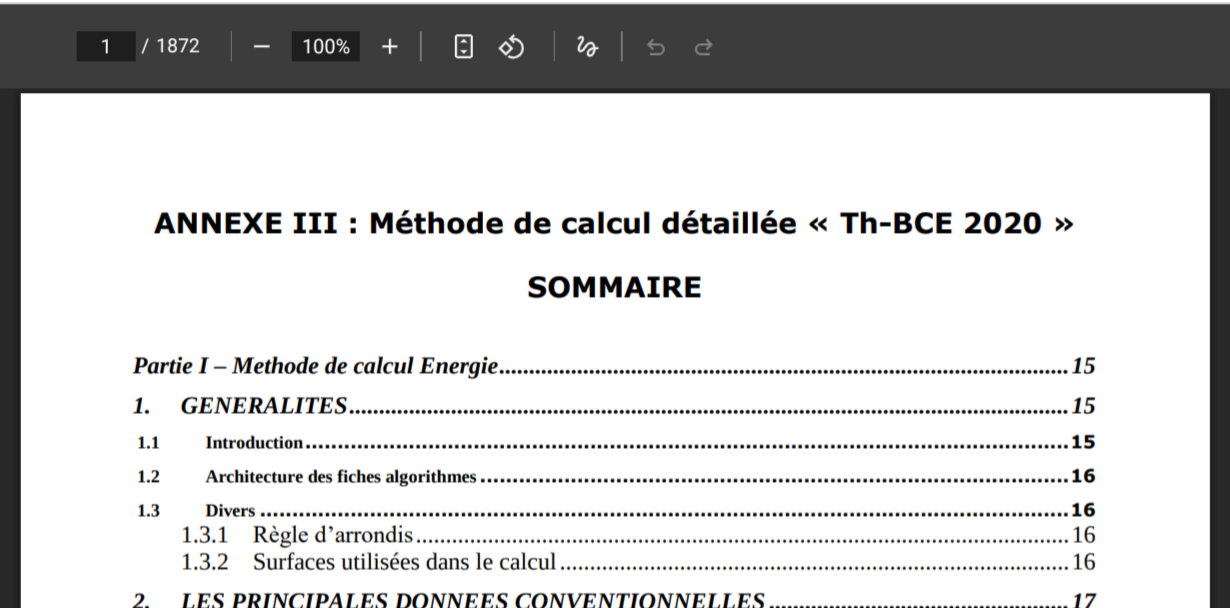 1 / 1872 100%
ANNEXE III : Méthode de calcul détaillée « Th-BCE 2020 »
SOMMAIRE
Partie I – Methode de calcul Energie 15
1. GENERALITES 15
1.1 Introduction 15
1.2 Architecture des fiches algorithmes 16
1.3 Divers 16
1.3.1 Règle d’arrondis 16
1.3.2 Surfaces utilisées dans le calcul 16
2. LES PRINCIPALES DONNEES CONVENTIONNELLES 17